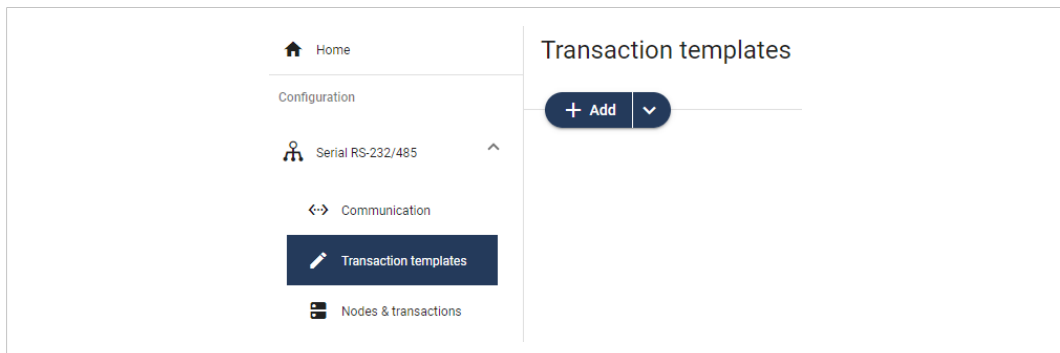 Home
Configuration
Serial RS-232/485
Communication
Transaction templates
Nodes & transactions
Transaction templates
Add